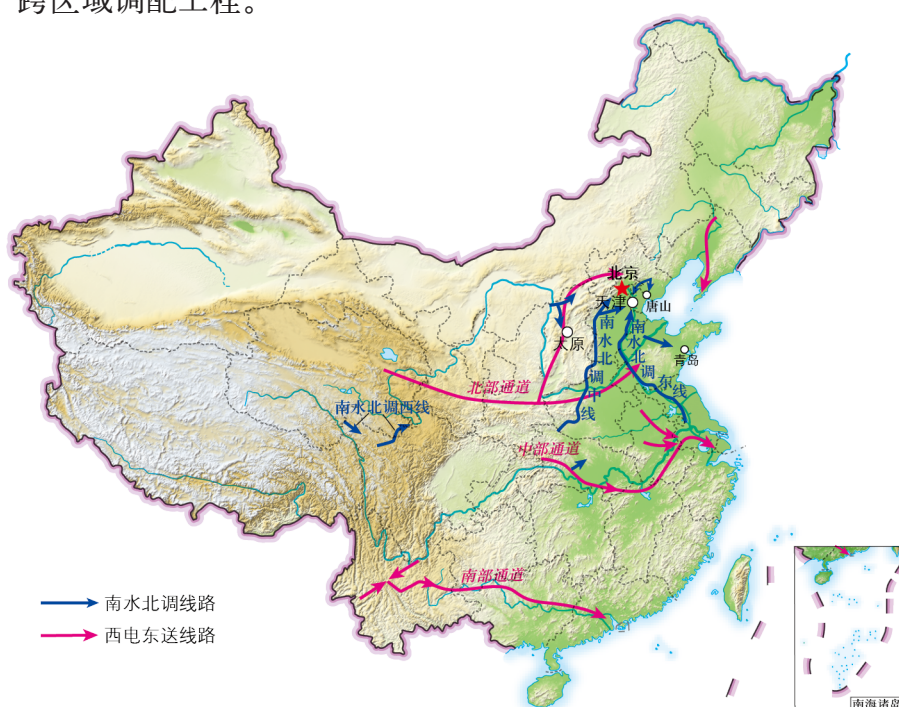 跨区域调配工程。
北京
天津
唐山
太原
青岛
南水北调中线
南水北调东线
北部通道
南水北调西线
中部通道
南部通道
南水北调线路
西电东送线路
南海诸岛